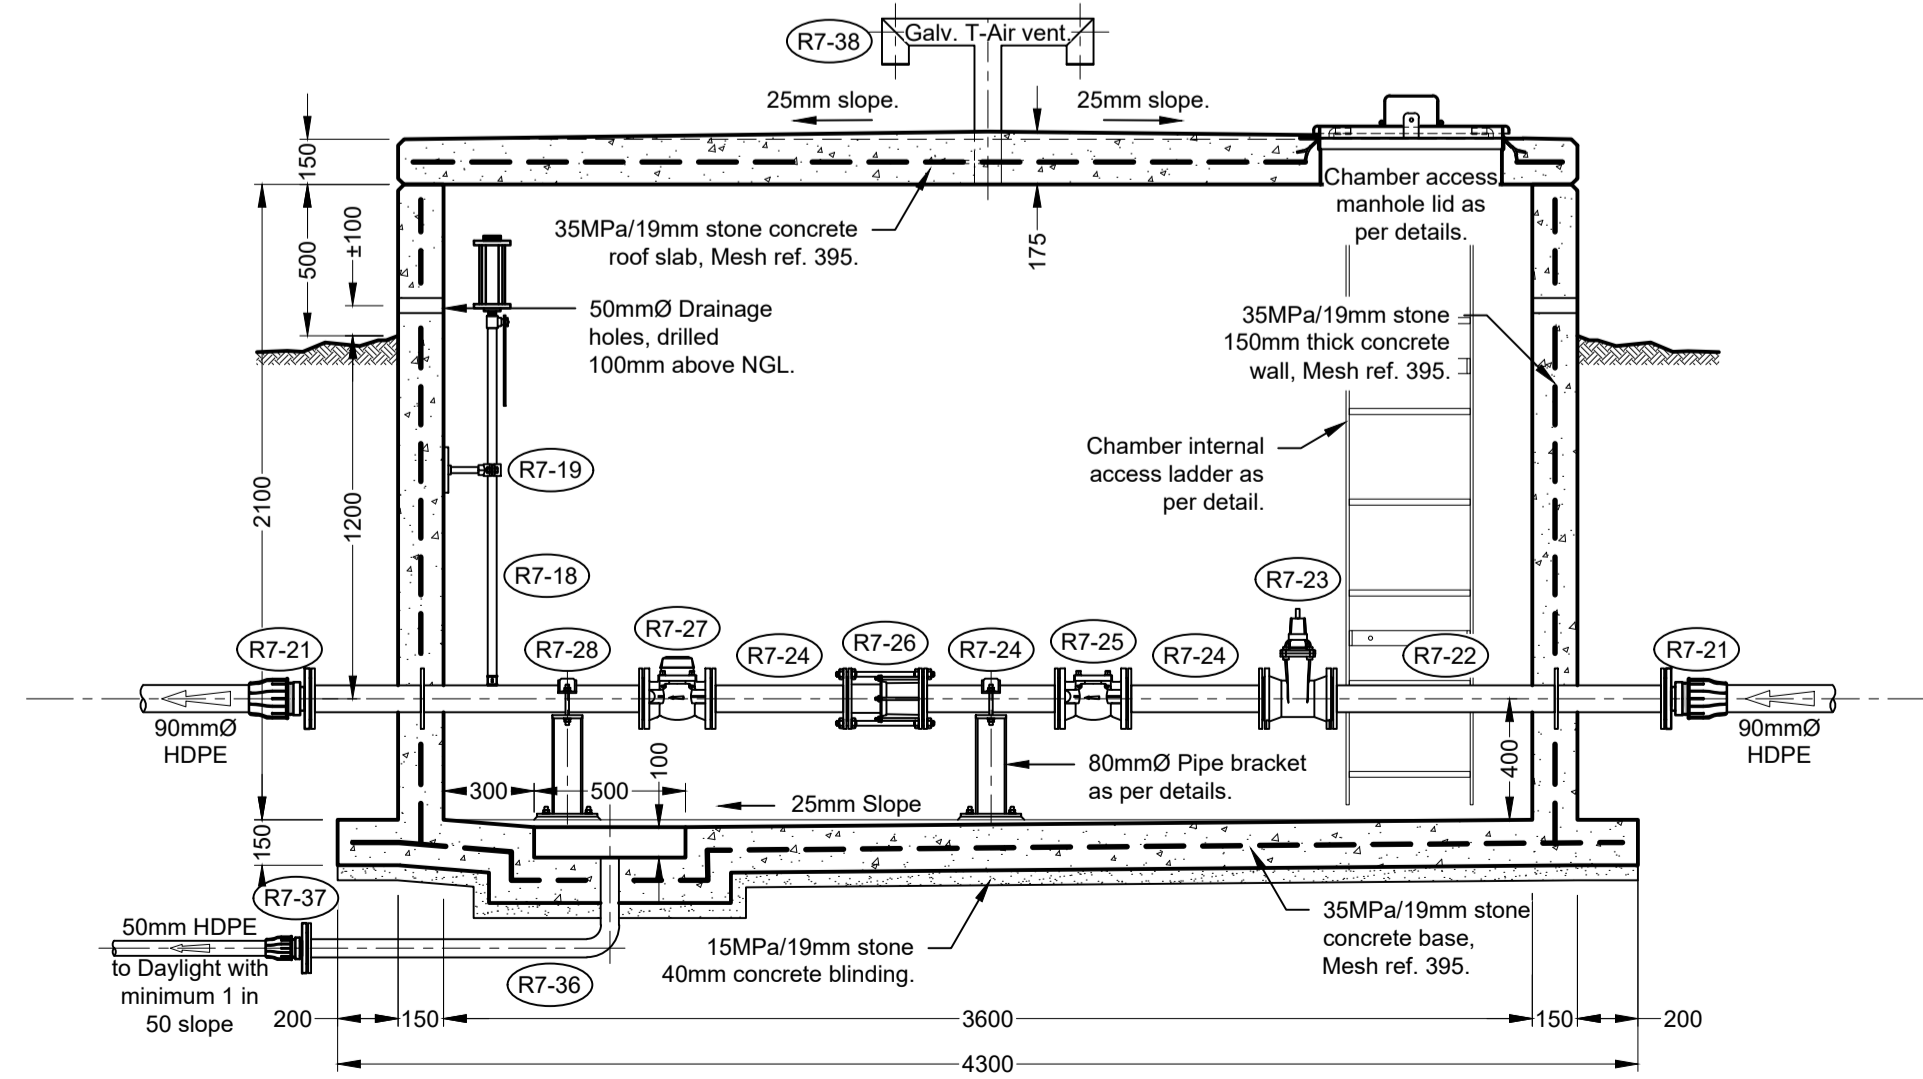 R7-38
Galv. T-Air vent.
25mm slope.
25mm slope.
150
500
±100
2100
1200
175
35MPa/19mm stone concrete
roof slab, Mesh ref. 395.
Chamber access
manhole lid as
per details.
50mmØ Drainage
holes, drilled
100mm above NGL.
35MPa/19mm stone
150mm thick concrete
wall, Mesh ref. 395.
Chamber internal
access ladder as
per detail.
R7-19
R7-18
R7-21
R7-28
R7-27
R7-24
R7-26
R7-24
R7-25
R7-24
R7-23
R7-22
R7-21
90mmØ
HDPE
90mmØ
HDPE
300
500
100
25mm Slope
80mmØ Pipe bracket
as per details.
400
150
R7-37
50mm HDPE
to Daylight with
minimum 1 in
50 slope
R7-36
15MPa/19mm stone
40mm concrete blinding.
35MPa/19mm stone
concrete base,
Mesh ref. 395.
200
150
3600
150
200
4300